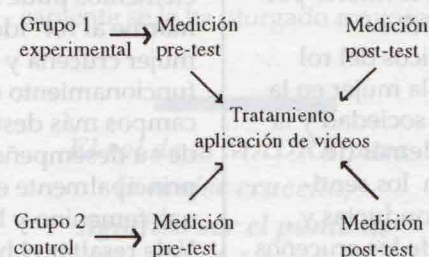 Grupo 1
experimental
Medición
pre-test
Medición
post-test
Tratamiento
aplicación de videos
Grupo 2
control
Medición
pre-test
Medición
post-test